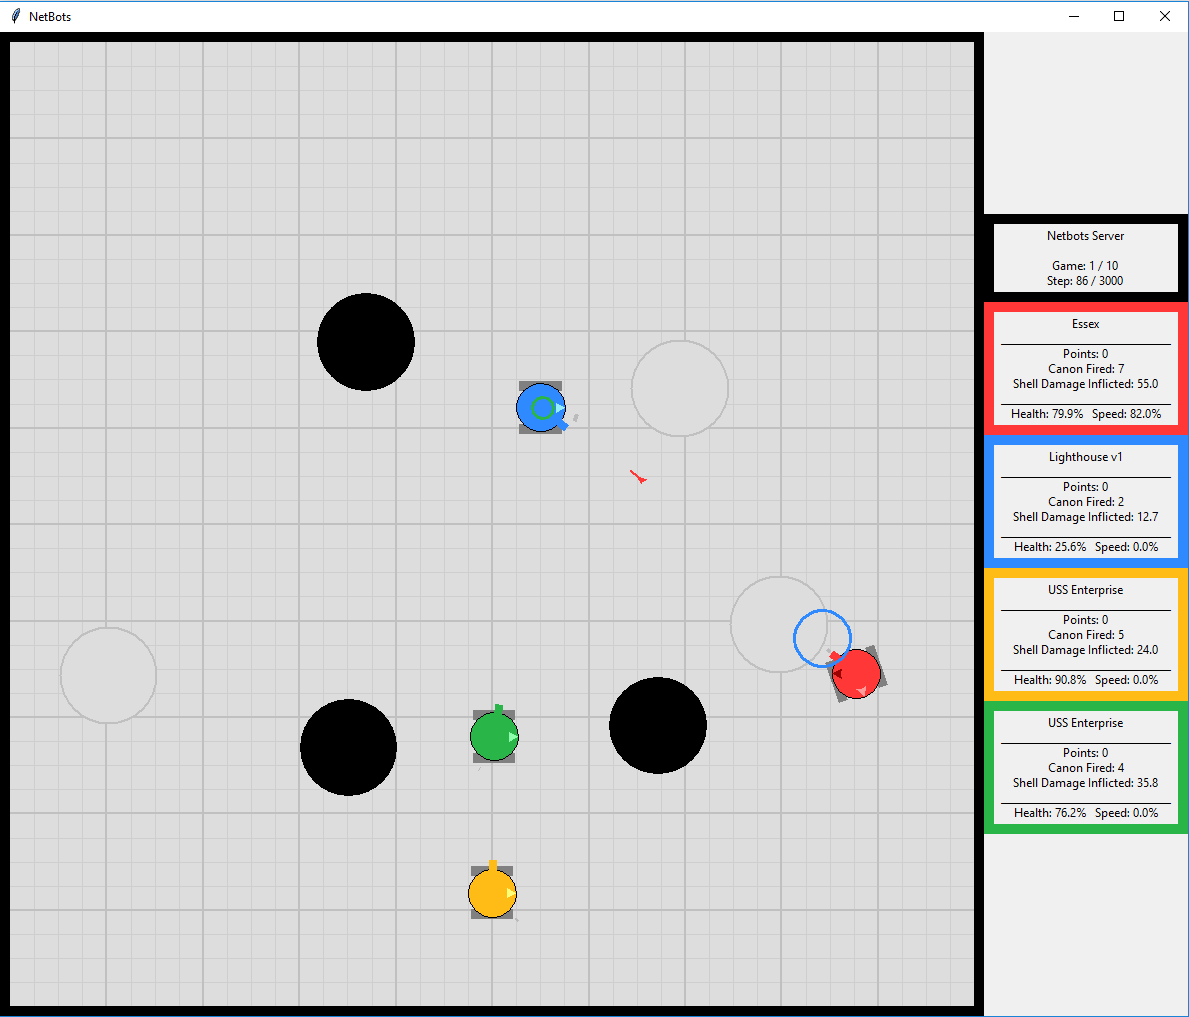 NetBots
Netbots Server
Game: 1 / 10
Step: 86 / 3000
Essex
Points: 0
Canon Fired: 7
Shell Damage Inflicted: 55.0
Health: 79.9% Speed: 82.0%
Lighthouse v1
Points: 0
Canon Fired: 2
Shell Damage Inflicted: 12.7
Health: 25.6% Speed: 0.0%
USS Enterprise
Points: 0
Canon Fired: 5
Shell Damage Inflicted: 24.0
Health: 90.8% Speed: 0.0%
USS Enterprise
Points: 0
Canon Fired: 4
Shell Damage Inflicted: 35.8
Health: 76.2% Speed: 0.0%